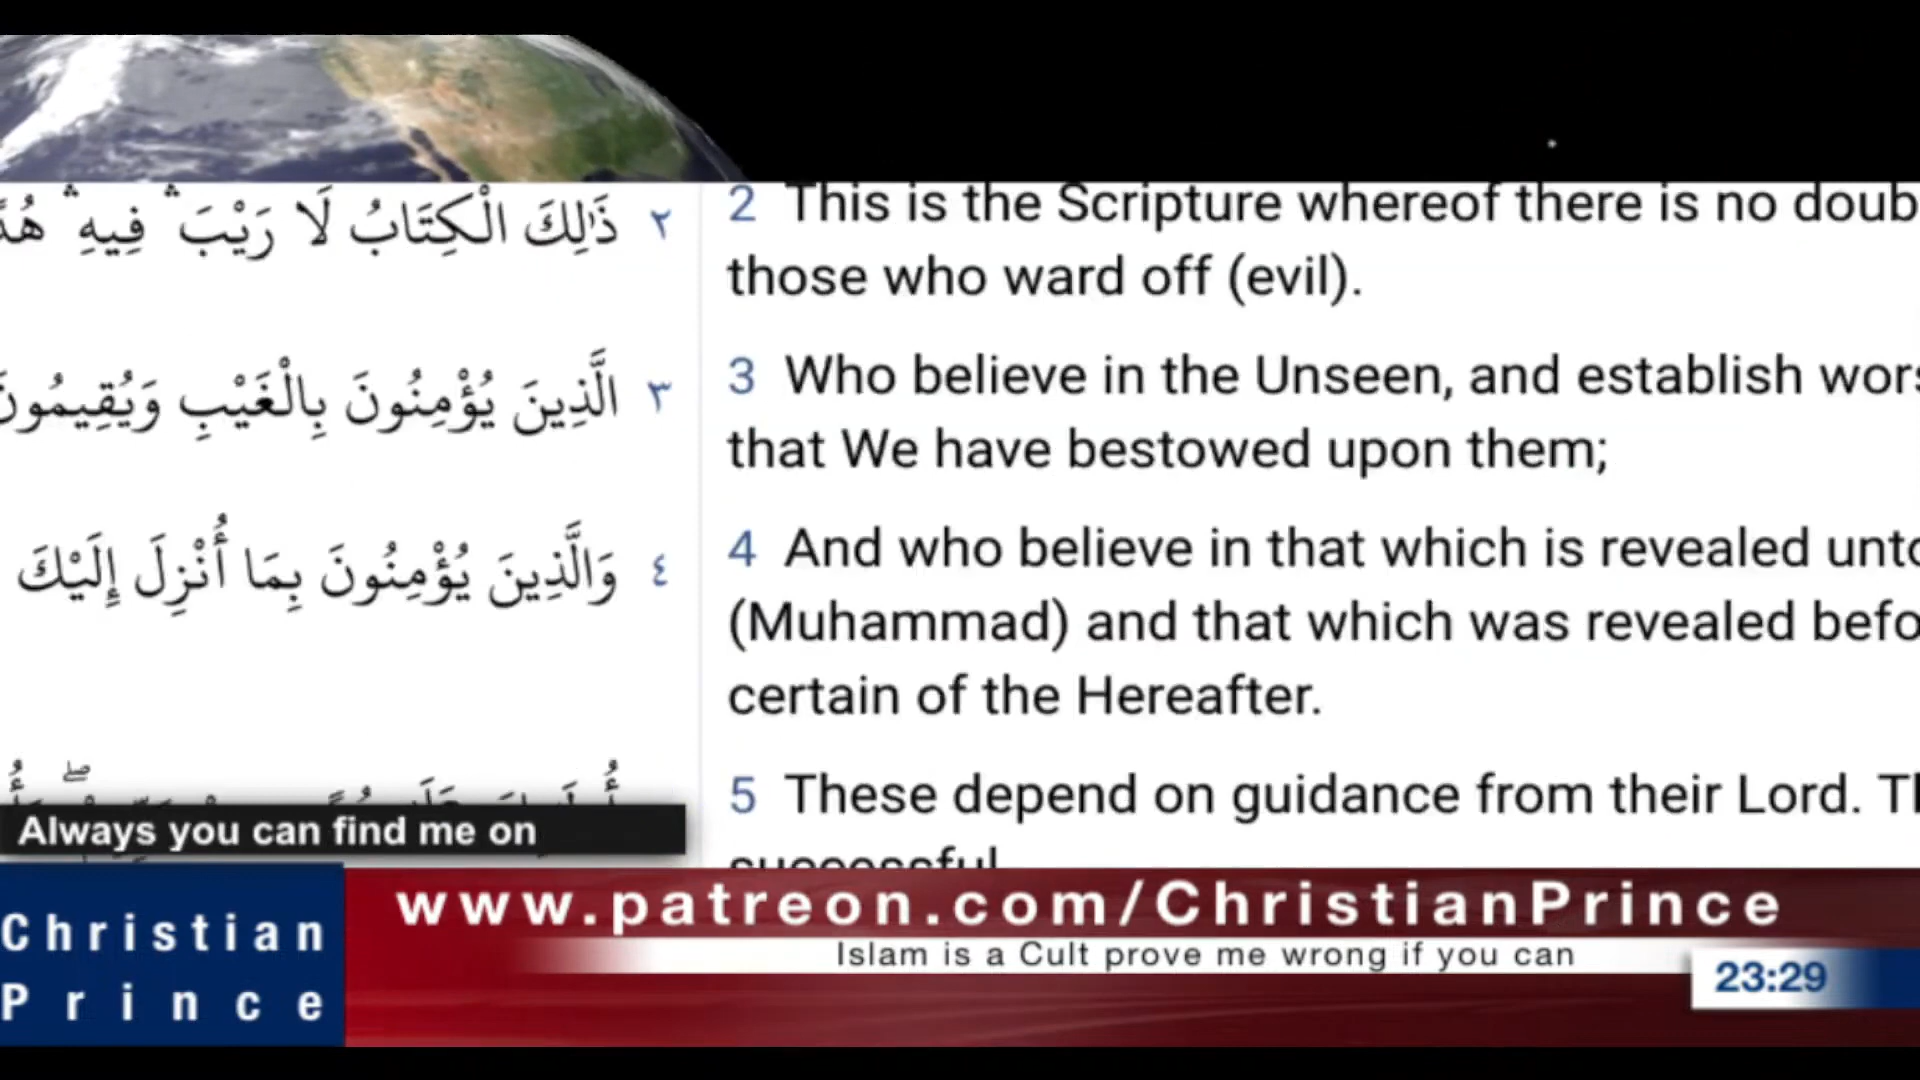 ٢ ذَٰلِكَ الْكِتَابُ لَا رَيْبَ ۛ فِيهِ ۛ
2 This is the Scripture whereof there is no
those who ward off (evil).
٣ الَّذِينَ يُؤْمِنُونَ بِالْغَيْبِ وَيُقِيمُونَ
3 Who believe in the Unseen, and establish
that We have bestowed upon them;
٤ وَالَّذِينَ يُؤْمِنُونَ بِمَا أُنْزِلَ إِلَيْكَ
4 And who believe in that which is revealed
(Muhammad) and that which was revealed
certain of the Hereafter.
5 These depend on guidance from their Lord.
successful
Always you can find me on
Christian
Prince
www.patreon.com/ChristianPrince
Islam is a Cult prove me wrong if you can
23:29